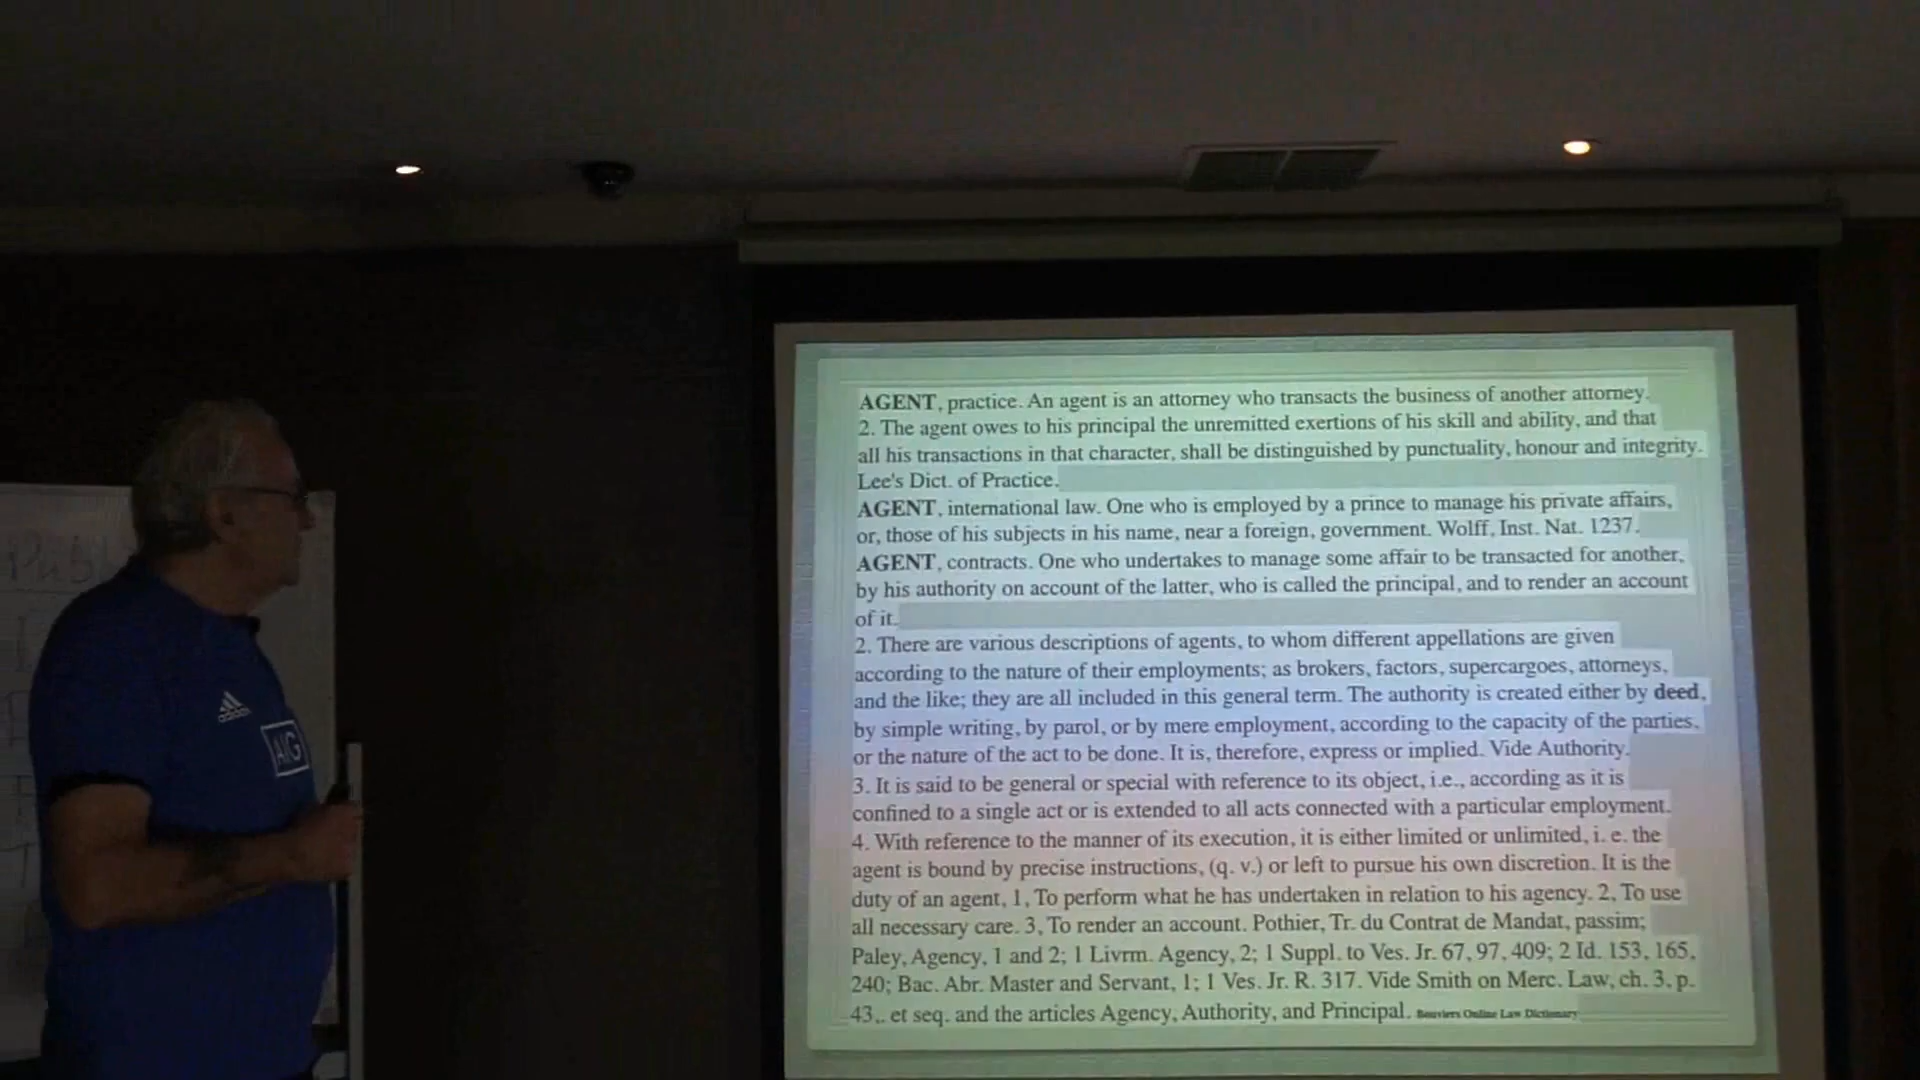 AGENT, practice. An agent is an attorney who transacts the business of another attorney.
2. The agent owes to his principal the unremitted exertions of his skill and ability, and that
all his transactions in that character, shall be distinguished by punctuality, honour and integrity.
Lee's Dict. of Practice.
AGENT, international law. One who is employed by a prince to manage his private affairs,
or, those of his subjects in his name, near a foreign, government. Wolff, Inst. Nat. 1237.
AGENT, contracts. One who undertakes to manage some affair to be transacted for another,
by his authority on account of the latter, who is called the principal, and to render an account
of it.
2. There are various descriptions of agents, to whom different appellations are given
according to the nature of their employments; as brokers, factors, supercargoes, attorneys,
and the like; they are all included in this general term. The authority is created either by deed,
by simple writing, by parol, or by mere employment, according to the capacity of the parties,
or the nature of the act to be done. It is, therefore, express or implied. Vide Authority.
3. It is said to be general or special with reference to its object, i.e., according as it is
confined to a single act or is extended to all acts connected with a particular employment.
4. With reference to the manner of its execution, it is either limited or unlimited, i. e. the
agent is bound by precise instructions, (q. v.) or left to pursue his own discretion. It is the
duty of an agent, 1, To perform what he has undertaken in relation to his agency. 2, To use
all necessary care. 3, To render an account. Pothier, Tr. du Contrat de Mandat, passim;
Paley, Agency, 1 and 2; 1 Livrm. Agency, 2; 1 Suppl. to Ves. Jr. 67, 97, 409; 2 Id. 153, 165,
240; Bac. Abr. Master and Servant, 1; 1 Ves. Jr. R. 317. Vide Smith on Merc. Law, ch. 3, p.
43,. et seq. and the articles Agency, Authority, and Principal. Bouviers Online Law Dictionary
adidas
AIG